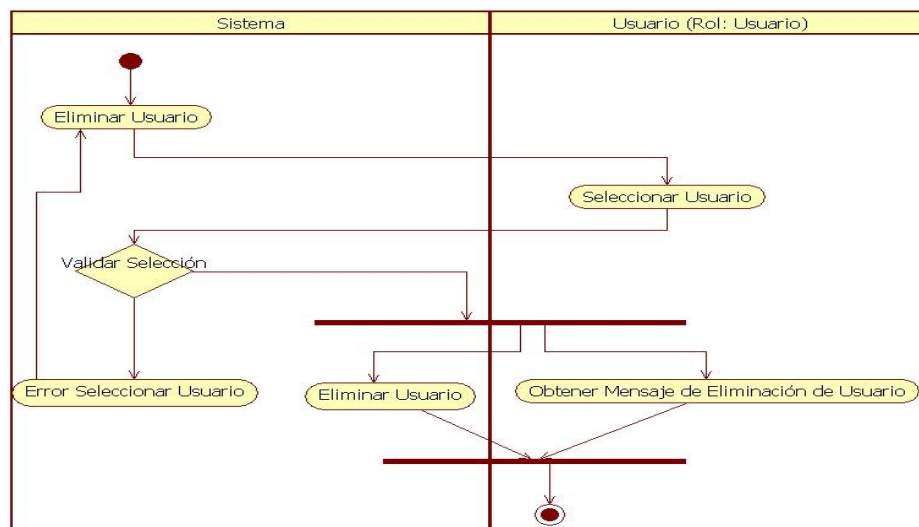 Sistema
Usuario (Rol: Usuario)
Eliminar Usuario
Seleccionar Usuario
Validar Selección
Error Seleccionar Usuario
Eliminar Usuario
Obtener Mensaje de Eliminación de Usuario